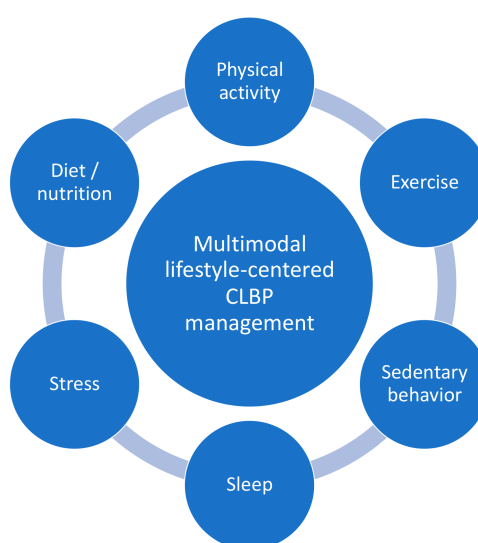 Physical
activity
Exercise
Sedentary
behavior
Sleep
Stress
Diet /
nutrition
Multimodal
lifestyle-centered
CLBP
management